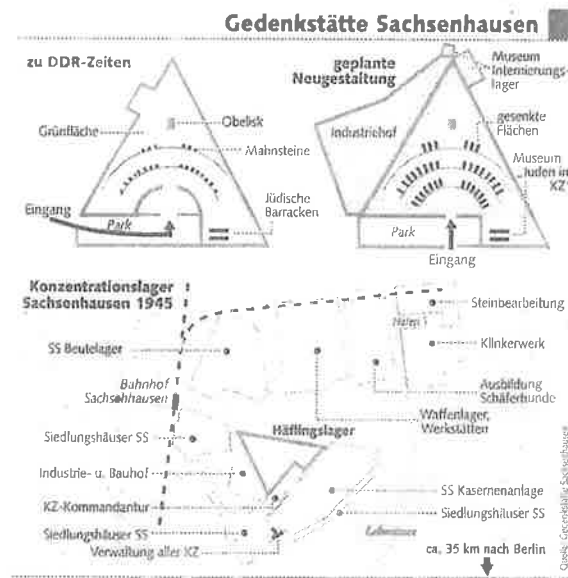 Gedenkstätte Sachsenhausen
zu DDR-Zeiten
Grünfläche
Obelisk
Mahnsteine
Jüdische
Barracken
Eingang
Park
geplante
Neugestaltung
Museum
Internierungs-
lager
Industriehof
gesenkte
Flächen
Museum
Juden im
KZ
Park
Eingang
Konzentrationslager
Sachsenhausen 1945
Steinbearbeitung
Hafen
SS Beutelager
Klinkerwerk
Bahnhof
Sachsenhausen
Ausbildung
Schäferhunde
Waffenlager,
Werkstätten
Siedlungshäuser SS
Häftlingslager
Industrie- u. Bauhof
SS Kasernenanlage
KZ-Kommandantur
Siedlungshäuser SS
Siedlungshäuser SS
Verwaltung aller KZ
ca. 35 km nach Berlin
Quelle: Gedenkstätte Sachsenhausen